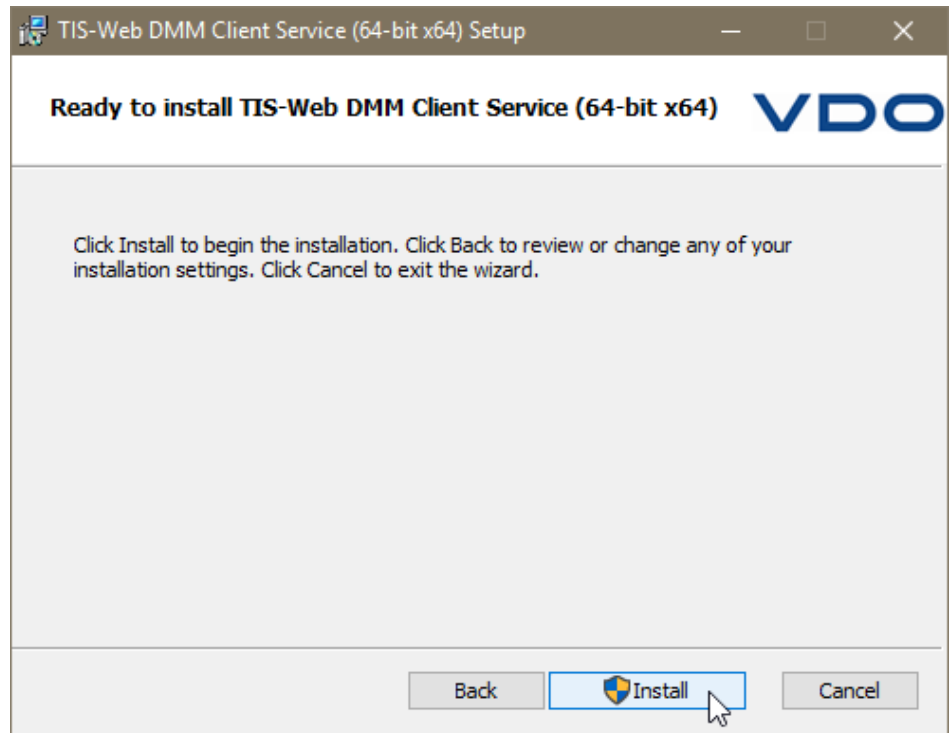 TIS-Web DMM Client Service (64-bit x64) Setup
Ready to install TIS-Web DMM Client Service (64-bit x64)
VDO
Click Install to begin the installation. Click Back to review or change any of your
installation settings. Click Cancel to exit the wizard.
Back
Install
Cancel